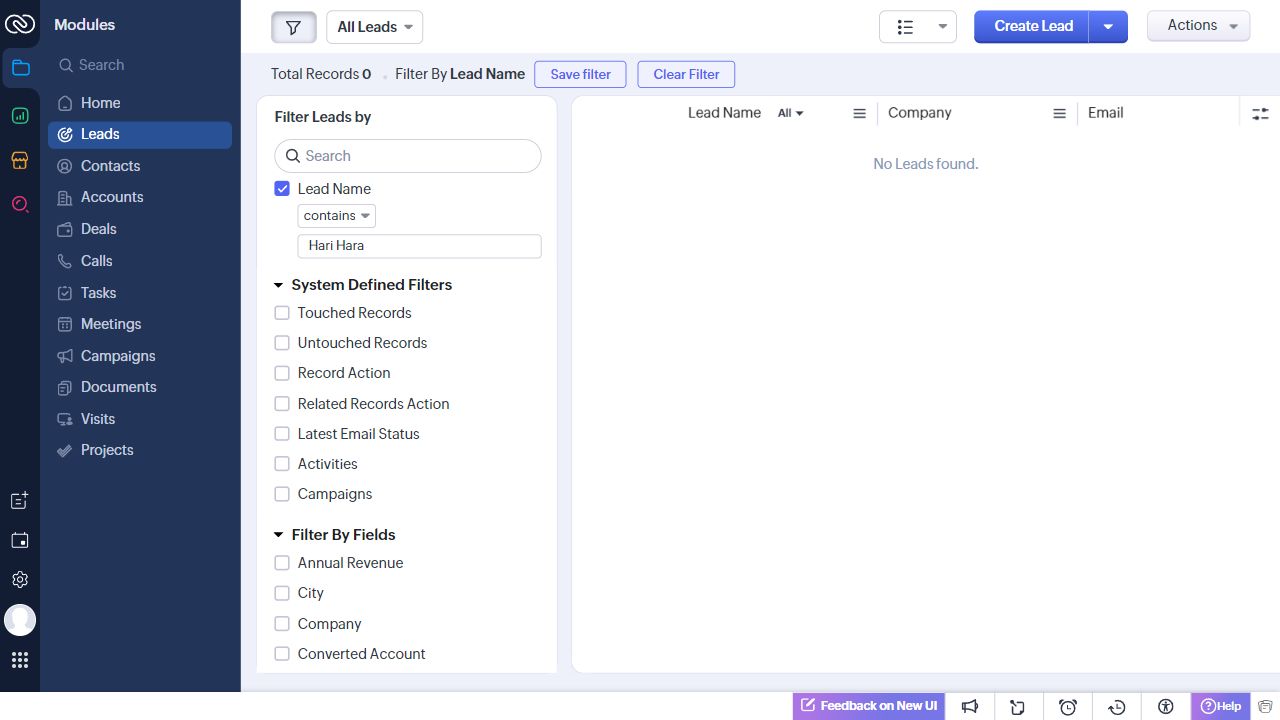 Modules
Search
Home
Leads
Contacts
Accounts
Deals
Calls
Tasks
Meetings
Campaigns
Documents
Visits
Projects
All Leads
Create Lead
Actions
Total Records 0 . Filter By Lead Name
Save filter
Clear Filter
Filter Leads by
Search
Lead Name
contains
Hari Hara
System Defined Filters
Touched Records
Untouched Records
Record Action
Related Records Action
Latest Email Status
Activities
Campaigns
Filter By Fields
Annual Revenue
City
Company
Converted Account
Lead Name All Company Email
No Leads found.
Feedback on New UI
Help